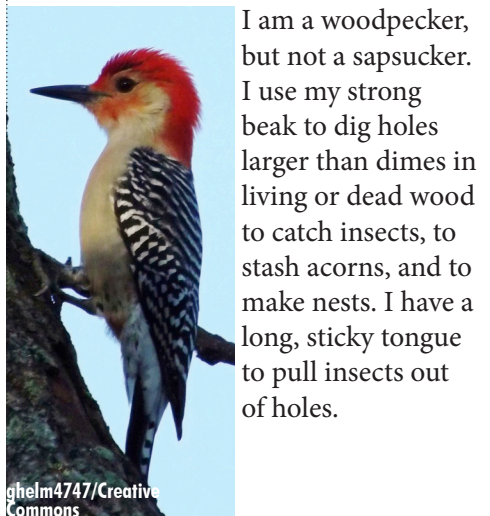 I am a woodpecker,
but not a sapsucker.
I use my strong
beak to dig holes
larger than dimes in
living or dead wood
to catch insects, to
stash acorns, and to
make nests. I have a
long, sticky tongue
to pull insects out
of holes.
ghelm4747/Creative
Commons